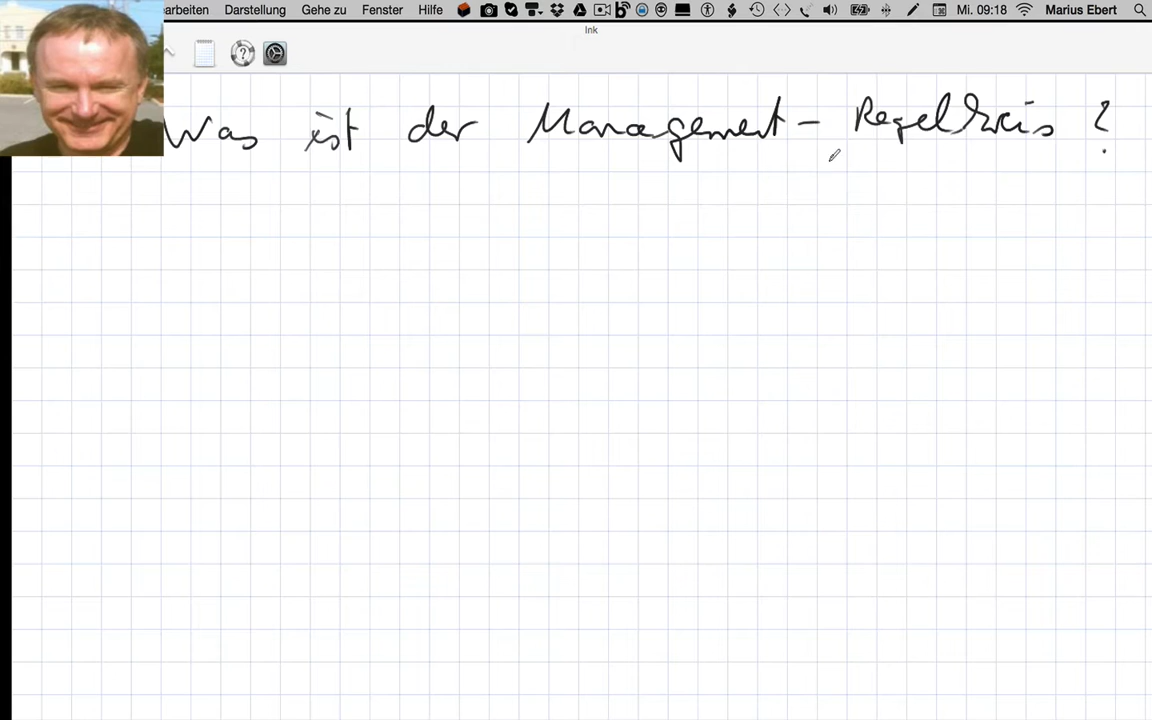 arbeiten Darstellung Gehe zu Fenster Hilfe Mi. 09:18 Marius Ebert
Ink
Was ist der Management - Regelkreis ?